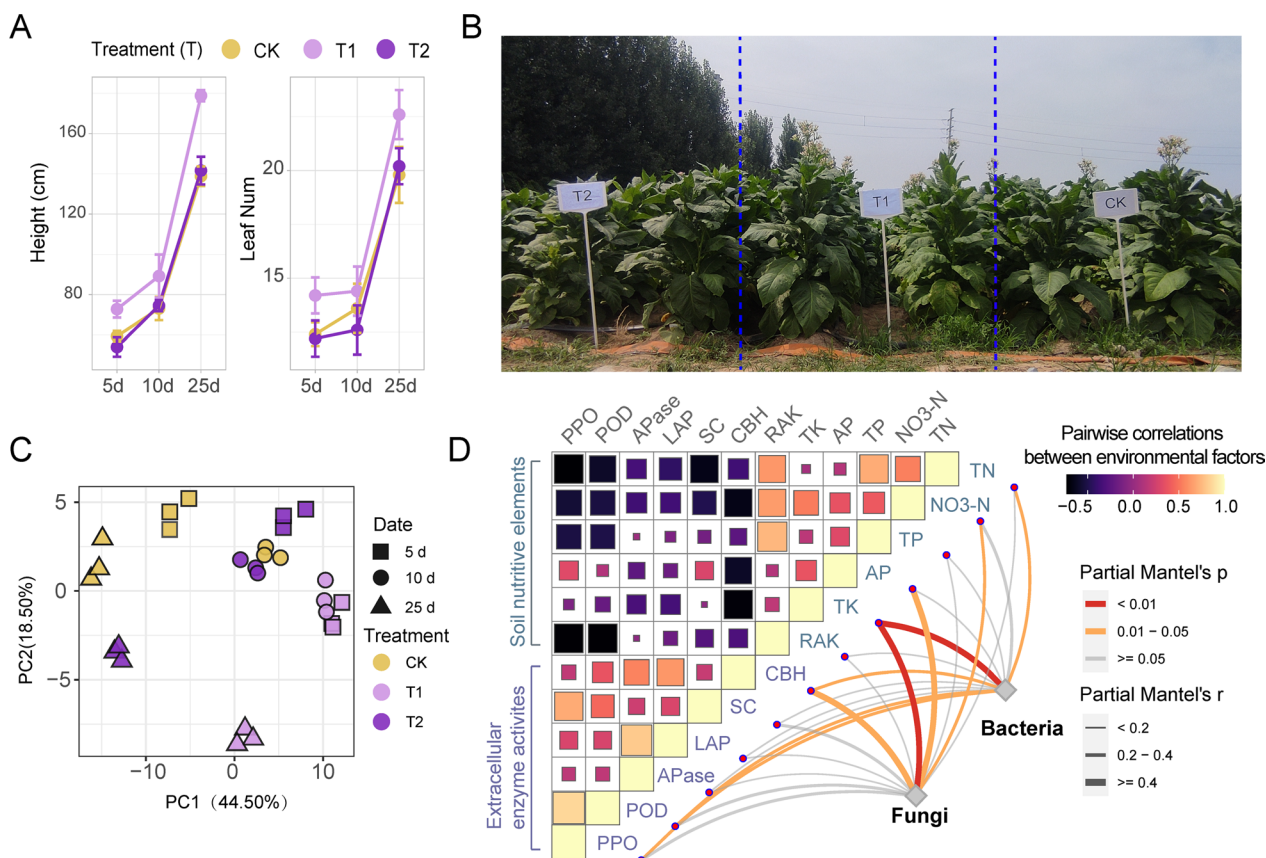 A
Treatment (T) CK T1 T2
Height (cm)
160
120
80
5d 10d 25d
Leaf Num
20
15
5d 10d 25d
B
T2
T1
CK
C
PC2(18.50%)
5
0
−5
−10 0 10
PC1 (44.50%)
Date
5 d
10 d
25 d
Treatment
CK
T1
T2
D
PPO POD APase LAP SC CBH RAK TK AP TP NO3-N TN
Soil nutritive elements
Extracellular
enzyme activites
TN
NO3-N
TP
AP
TK
RAK
CBH
SC
LAP
APase
POD
PPO
Bacteria
Fungi
Pairwise correlations
between environmental factors
−0.5 0.0 0.5 1.0
Partial Mantel's p
< 0.01
0.01 − 0.05
>= 0.05
Partial Mantel's r
< 0.2
0.2 − 0.4
>= 0.4